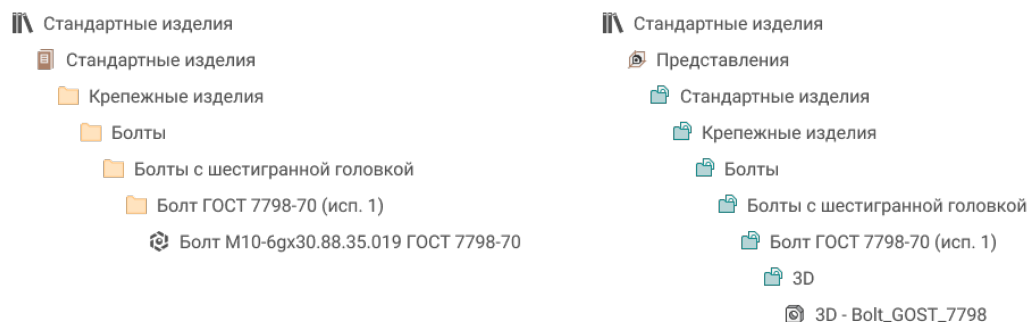 Стандартные изделия
Стандартные изделия
Крепежные изделия
Болты
Болты с шестигранной головкой
Болт ГОСТ 7798-70 (исп. 1)
Болт М10-6gx30.88.35.019 ГОСТ 7798-70
Стандартные изделия
Представления
Стандартные изделия
Крепежные изделия
Болты
Болты с шестигранной головкой
Болт ГОСТ 7798-70 (исп. 1)
3D
3D - Bolt_GOST_7798